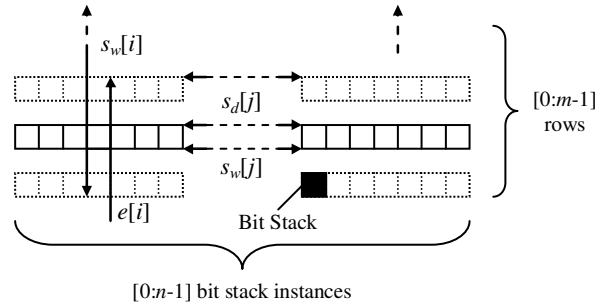 s_w[i]
s_d[j]
[0:m-1]
rows
s_w[j]
e[i]
Bit Stack
[0:n-1] bit stack instances